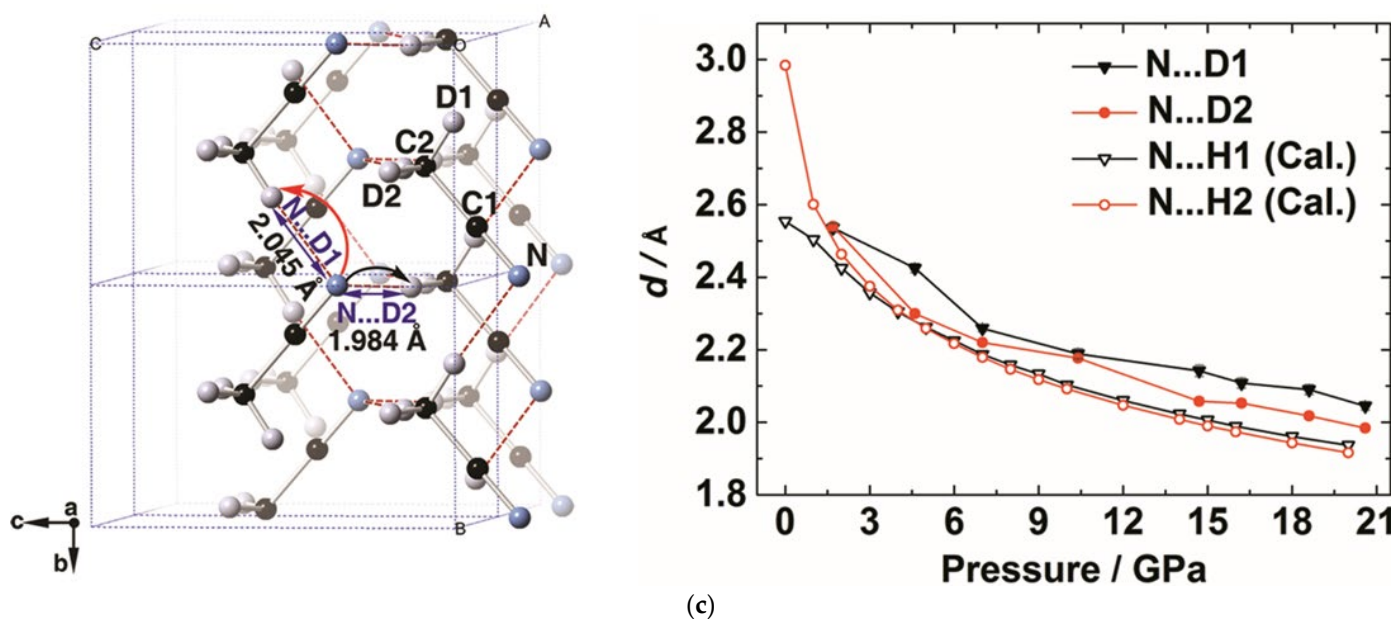 C
O
A
D1
C2
D2
C1
N
N...D1
2.045 Å
N...D2
1.984 Å
B
c
a
b
d / Å
3.0
2.8
2.6
2.4
2.2
2.0
1.8
N...D1
N...D2
N...H1 (Cal.)
N...H2 (Cal.)
0 3 6 9 12 15 18 21
Pressure / GPa
(c)